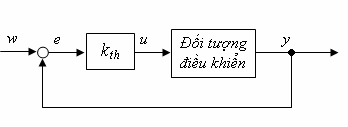 w
e
k_th
u
Đối tượng
điều khiển
y